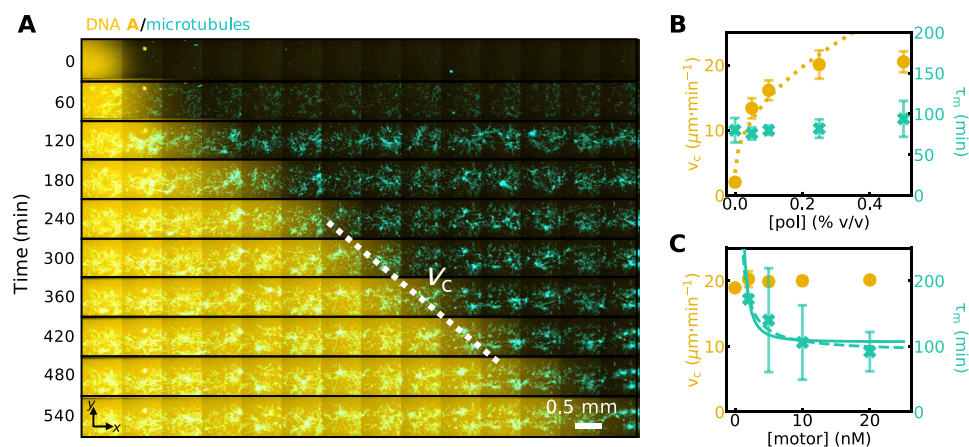 A
DNA A/microtubules
Time (min)
0
60
120
180
240
300
360
420
480
540
v_c
y
x
0.5 mm
B
v_c (μm·min⁻¹)
0
10
20
0.0
0.2
0.4
[pol] (% v/v)
0
50
100
150
200
τ_m (min)
C
v_c (μm·min⁻¹)
0
10
20
0
10
20
[motor] (nM)
0
100
200
τ_m (min)